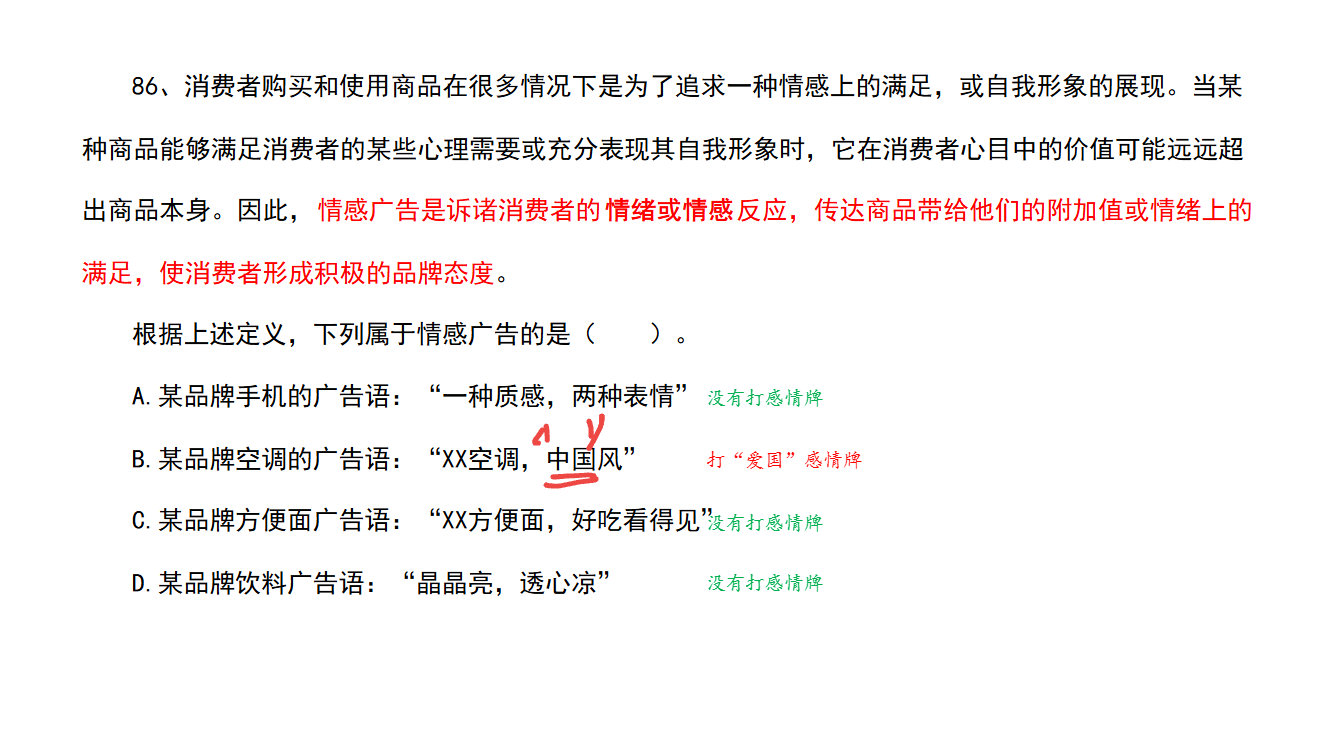 86、消费者购买和使用商品在很多情况下是为了追求一种情感上的满足，或自我形象的展现。当某
种商品能够满足消费者的某些心理需要或充分表现其自我形象时，它在消费者心目中的价值可能远远超
出商品本身。因此，情感广告是诉诸消费者的情绪或情感反应，传达商品带给他们的附加值或情绪上的
满足，使消费者形成积极的品牌态度。
根据上述定义，下列属于情感广告的是（　　）。
A.某品牌手机的广告语：“一种质感，两种表情” 没有打感情牌
B.某品牌空调的广告语：“XX空调，中国风” 打“爱国”感情牌
C.某品牌方便面广告语：“XX方便面，好吃看得见” 没有打感情牌
D.某品牌饮料广告语：“晶晶亮，透心凉” 没有打感情牌